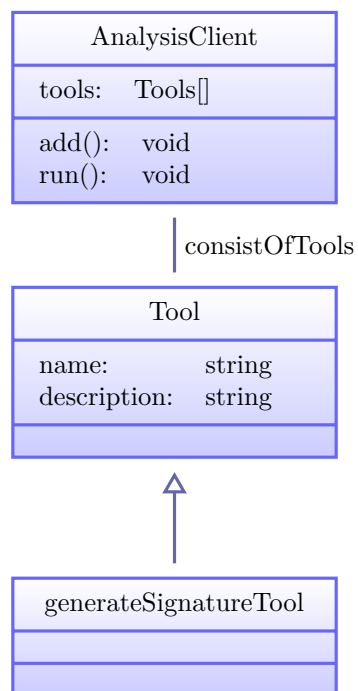 AnalysisClient
tools: Tools[]
add(): void
run(): void
consistOfTools
Tool
name: string
description: string
generateSignatureTool